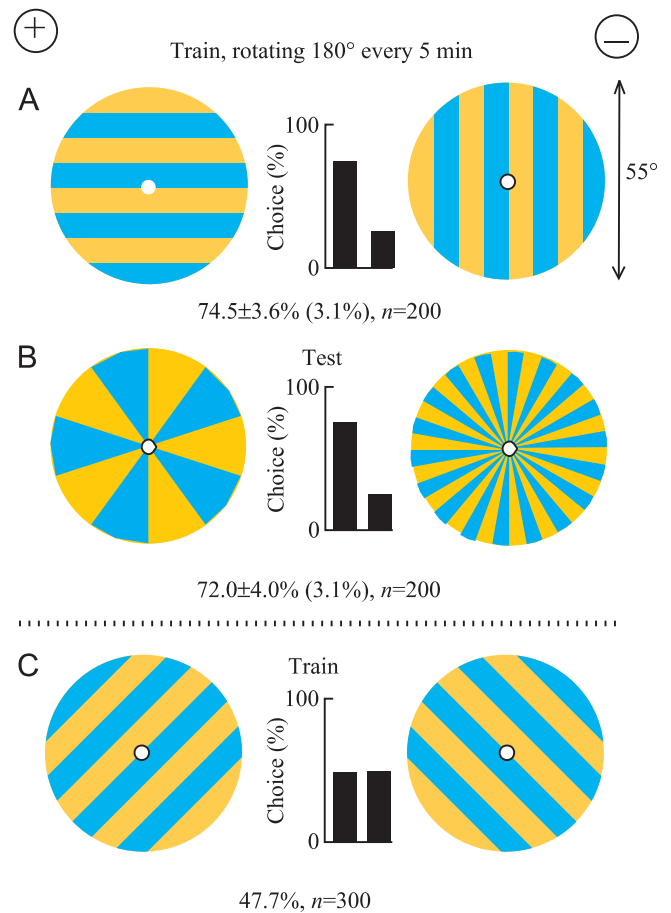 +
−
Train, rotating 180° every 5 min
A
100
Choice (%)
0
55°
74.5±3.6% (3.1%), n=200
B
Test
100
Choice (%)
0
72.0±4.0% (3.1%), n=200
C
Train
100
Choice (%)
0
47.7%, n=300